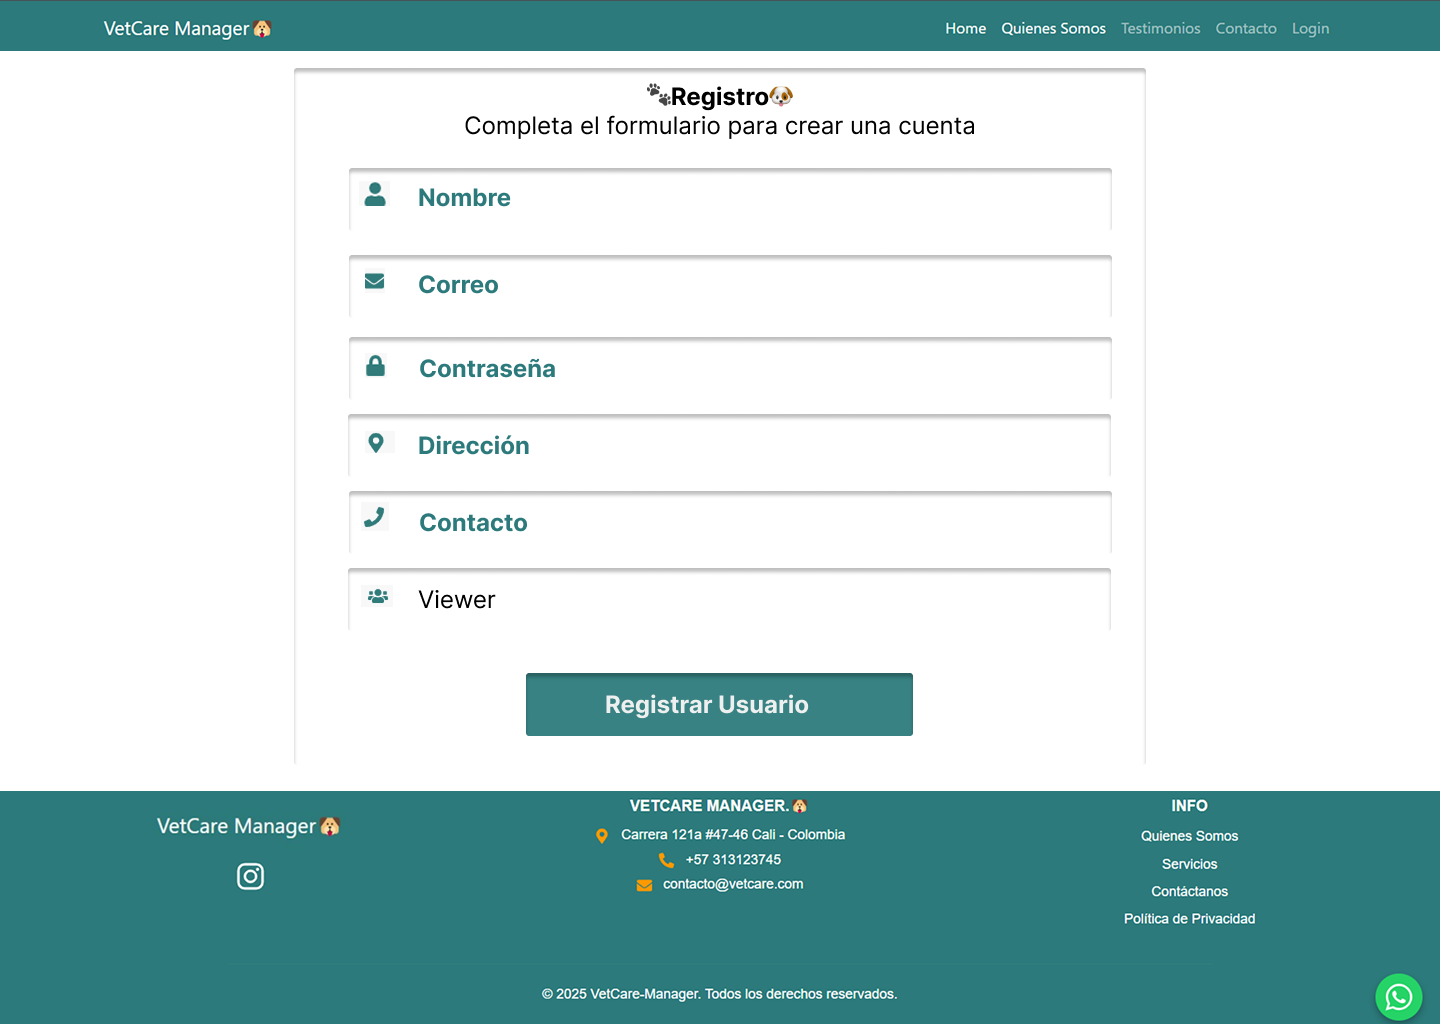 VetCare Manager
Home Quienes Somos Testimonios Contacto Login
Registro
Completa el formulario para crear una cuenta
Nombre
Correo
Contraseña
Dirección
Contacto
Viewer
Registrar Usuario
VetCare Manager
VETCARE MANAGER.
Carrera 121a #47-46 Cali - Colombia
+57 313123745
contacto@vetcare.com
INFO
Quienes Somos
Servicios
Contáctanos
Política de Privacidad
© 2025 VetCare-Manager. Todos los derechos reservados.